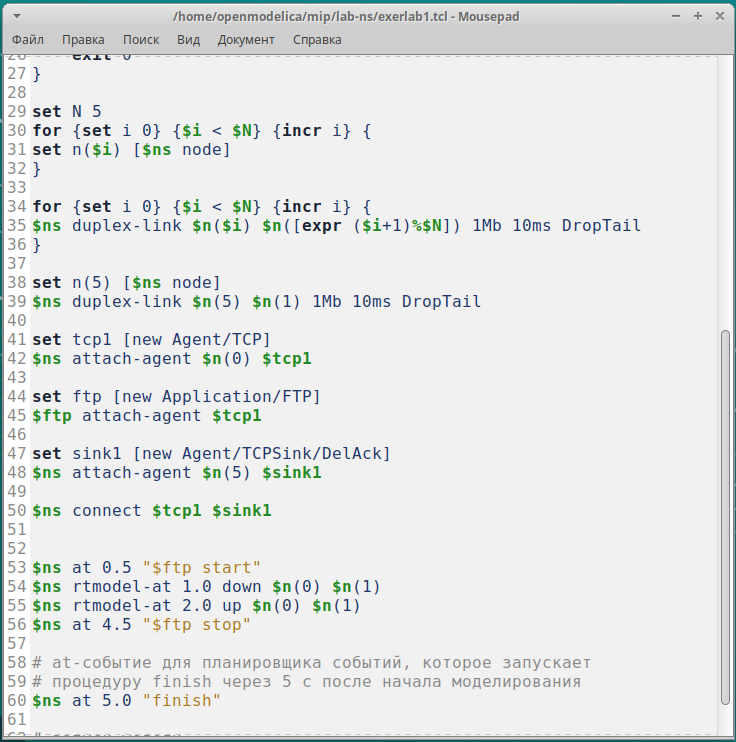 /home/openmodelica/mip/lab-ns/exerlab1.tcl - Mousepad
Файл Правка Поиск Вид Документ Справка
26 exit 0
27 }
28
29 set N 5
30 for {set i 0} {$i < $N} {incr i} {
31 set n($i) [$ns node]
32 }
33
34 for {set i 0} {$i < $N} {incr i} {
35 $ns duplex-link $n($i) $n([expr ($i+1)%$N]) 1Mb 10ms DropTail
36 }
37
38 set n(5) [$ns node]
39 $ns duplex-link $n(5) $n(1) 1Mb 10ms DropTail
40
41 set tcp1 [new Agent/TCP]
42 $ns attach-agent $n(0) $tcp1
43
44 set ftp [new Application/FTP]
45 $ftp attach-agent $tcp1
46
47 set sink1 [new Agent/TCPSink/DelAck]
48 $ns attach-agent $n(5) $sink1
49
50 $ns connect $tcp1 $sink1
51
52
53 $ns at 0.5 "$ftp start"
54 $ns rtmodel-at 1.0 down $n(0) $n(1)
55 $ns rtmodel-at 2.0 up $n(0) $n(1)
56 $ns at 4.5 "$ftp stop"
57
58 # at-событие для планировщика событий, которое запускает
59 # процедуру finish через 5 с после начала моделирования
60 $ns at 5.0 "finish"
61
62 #